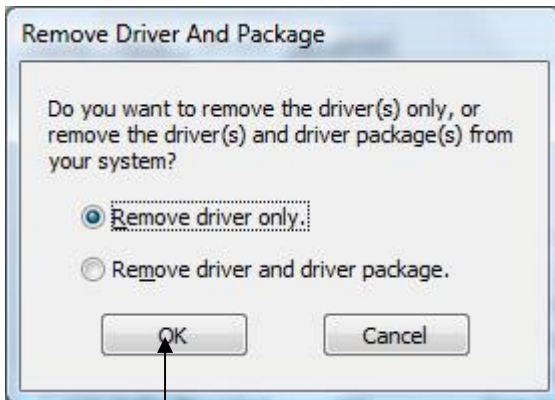 Remove Driver And Package
Do you want to remove the driver(s) only, or
remove the driver(s) and driver package(s) from
your system?
Remove driver only.
Remove driver and driver package.
OK
Cancel